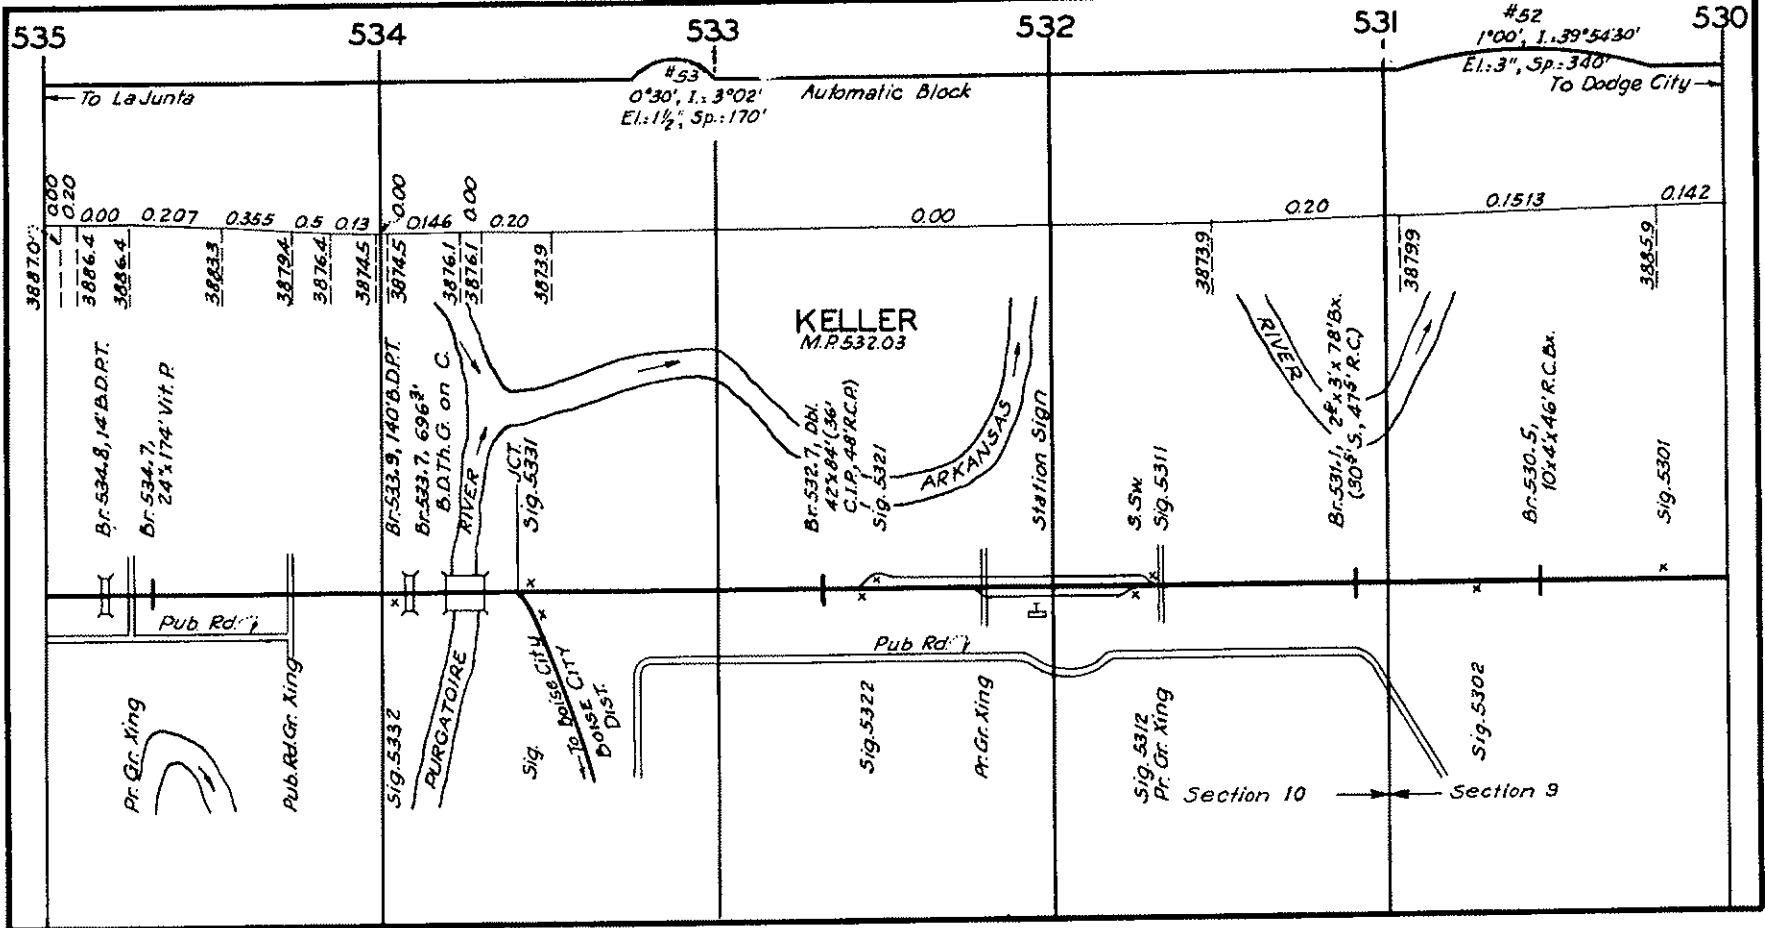 535
534
533
532
531
530
#52
1°00', I.:39°54'30'
El.:3", Sp.:340'
← To La Junta
#53
0°30', I.: 3°02'
El.:1½", Sp.:170'
Automatic Block
To Dodge City →
0.00
0.20
0.00
0.207
0.355
0.5
0.13
0.00
0.146
0.00
0.20
0.00
0.20
0.1513
0.142
3887.0
3886.4
3886.4
3883.3
3879.4
3876.4
3874.5
3874.5
3876.1
3876.1
3873.9
3873.9
3879.9
3885.9
KELLER
M.P. 532.03
Br. 534.8, 14' B.D.P.T.
Br. 534.7,
24"x174' Vit. P.
Br. 533.9, 140' B.D.P.T.
Br. 533.7, 696
B.D.Th.G. on C.
RIVER
JCT.
Sig. 5331
Br. 532.7, Dbl.
42"x84' (36'
C.I.P., 48' R.C.P.)
Sig. 5321
ARKANSAS
Station Sign
S. Sw.
Sig. 5311
RIVER
Br. 531.1,
x 3' x 78' Bx.
R.C.)
Br. 530.5,
10'x4'x46' R.C.Bx.
Sig. 5301
Pub. Rd.
Pub. Rd.
T
Pr. Gr. Xing
Pub. Rd. Gr. Xing
Sig. 5332
PURGATOIRE
Sig.
← To Boise City
BOISE CITY
DIST.
Sig. 5322
Pr. Gr. Xing
Sig. 5312
Pr. Gr. Xing
Sig. 5302
Section 10
Section 9